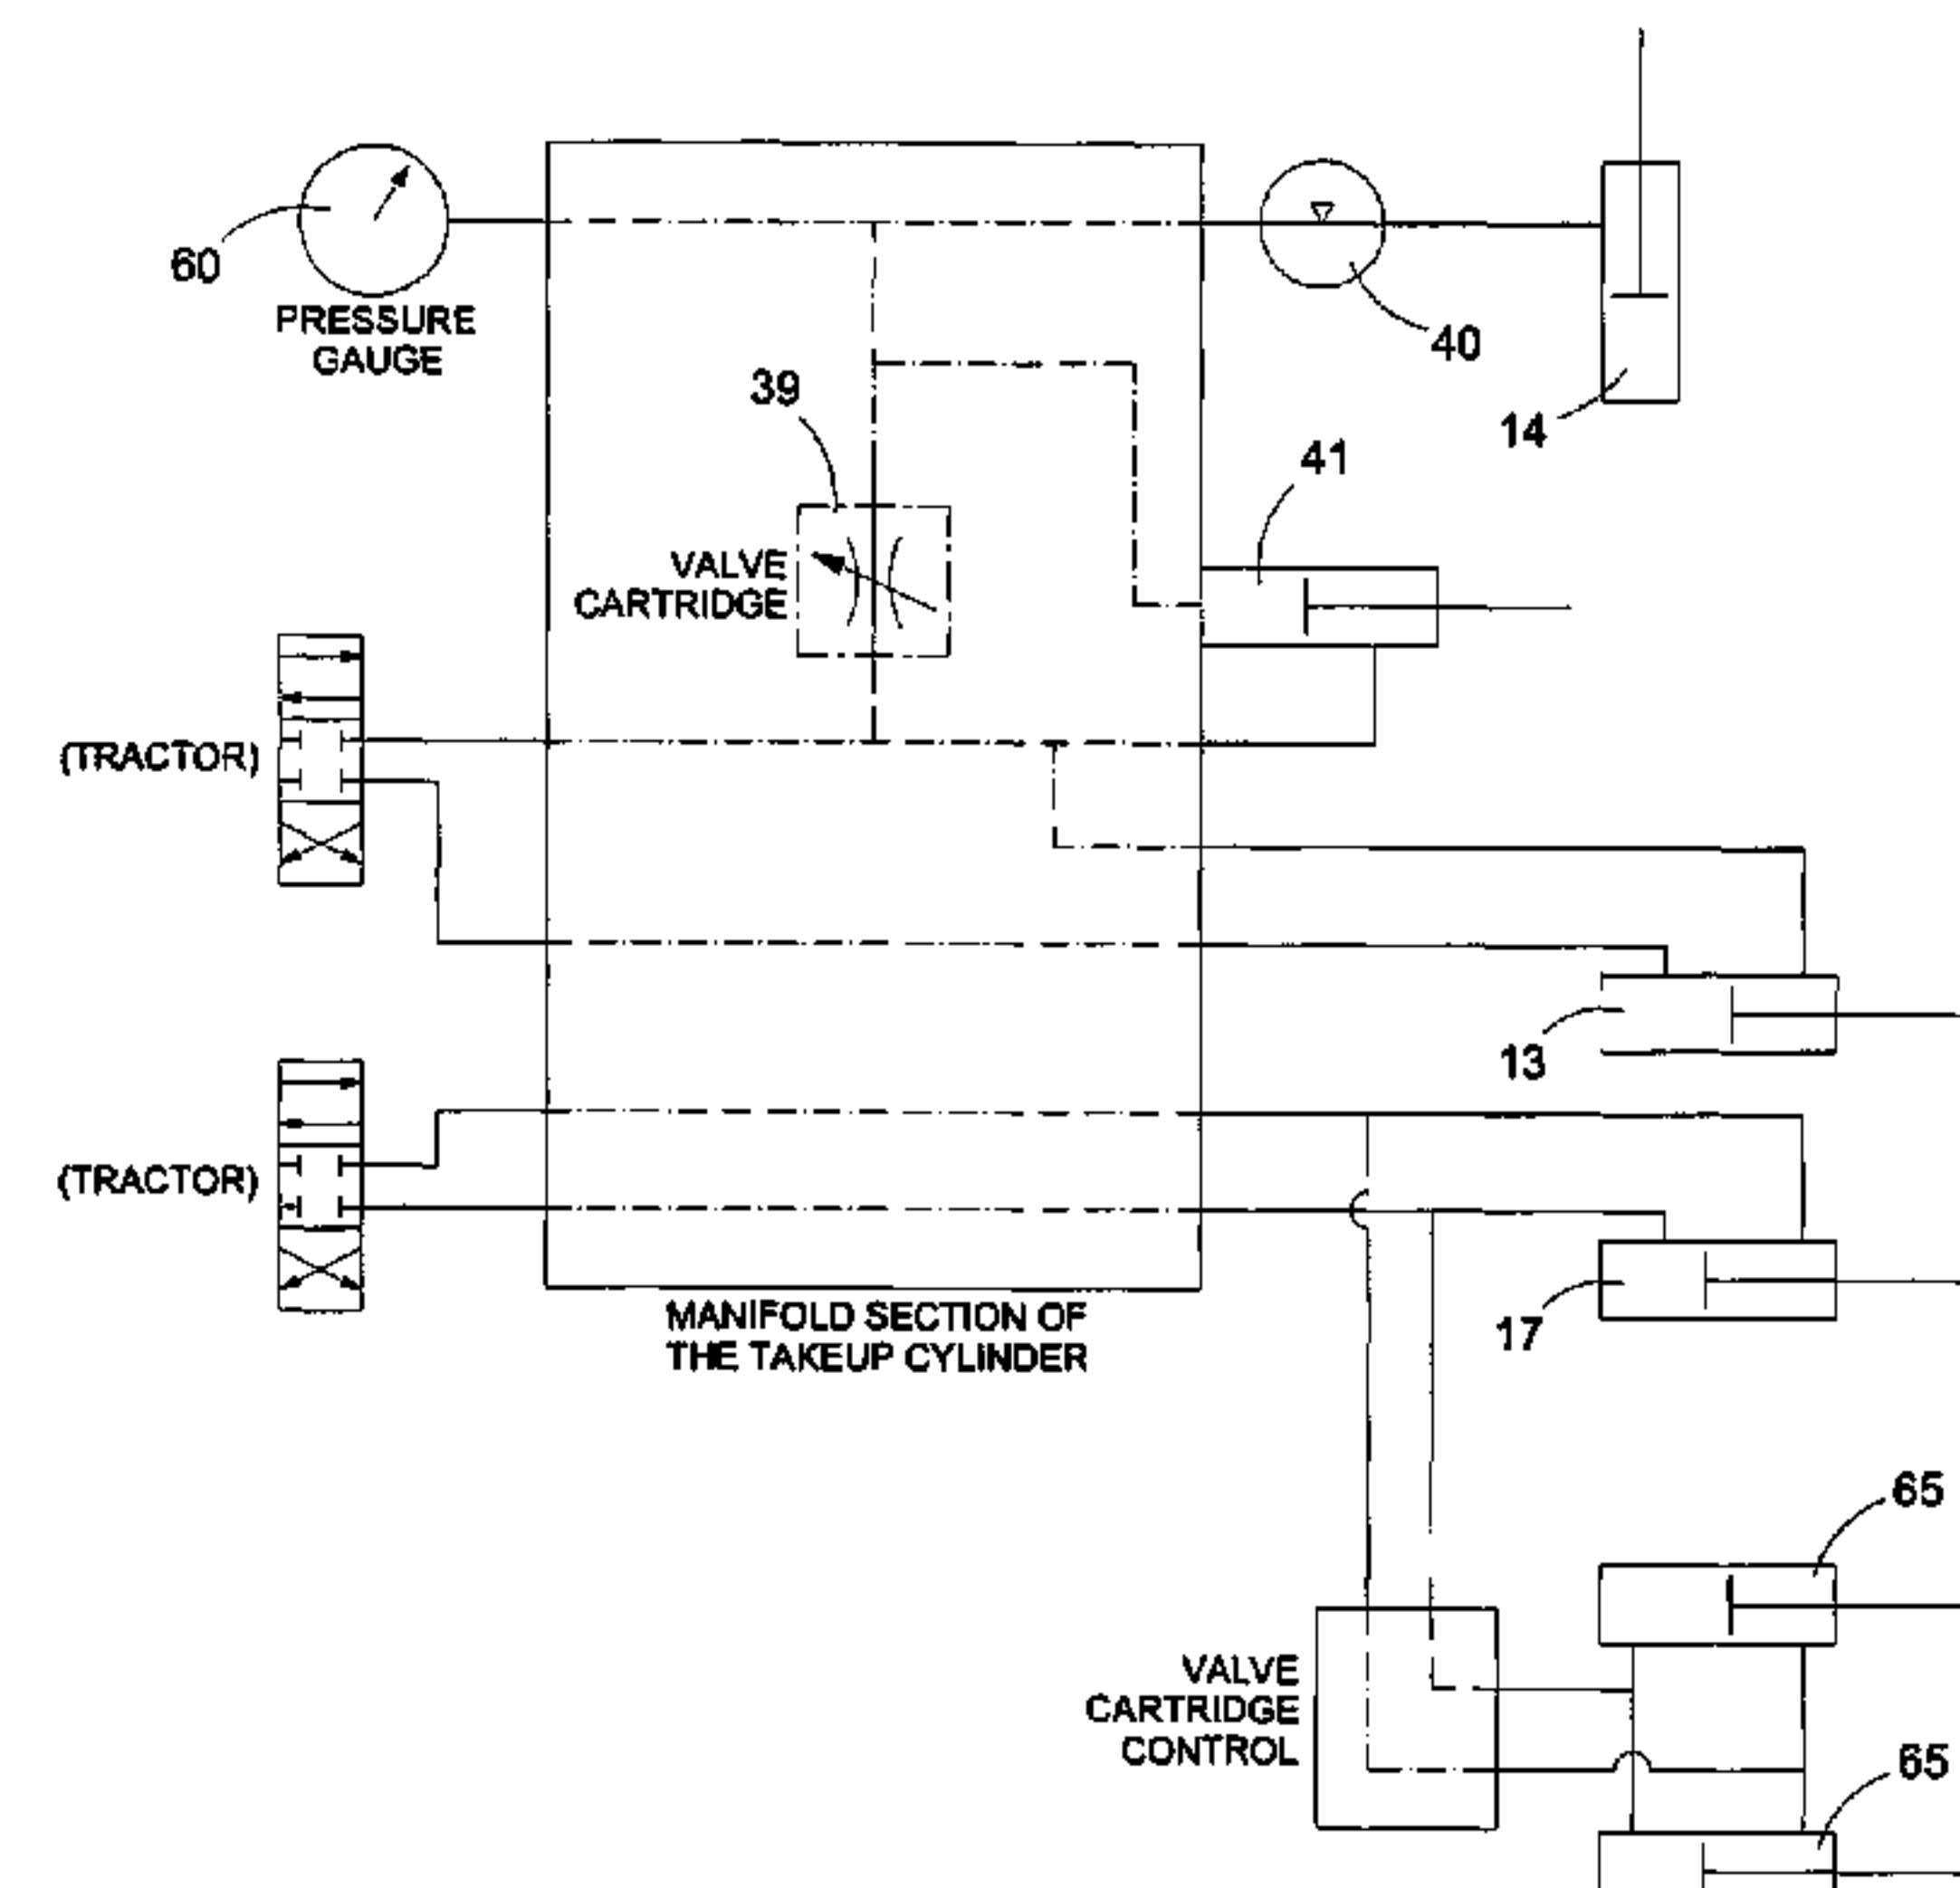 60
PRESSURE
GAUGE
40
14
39
41
VALVE
CARTRIDGE
(TRACTOR)
13
(TRACTOR)
17
MANIFOLD SECTION OF
THE TAKEUP CYLINDER
65
VALVE
CARTRIDGE
CONTROL
65